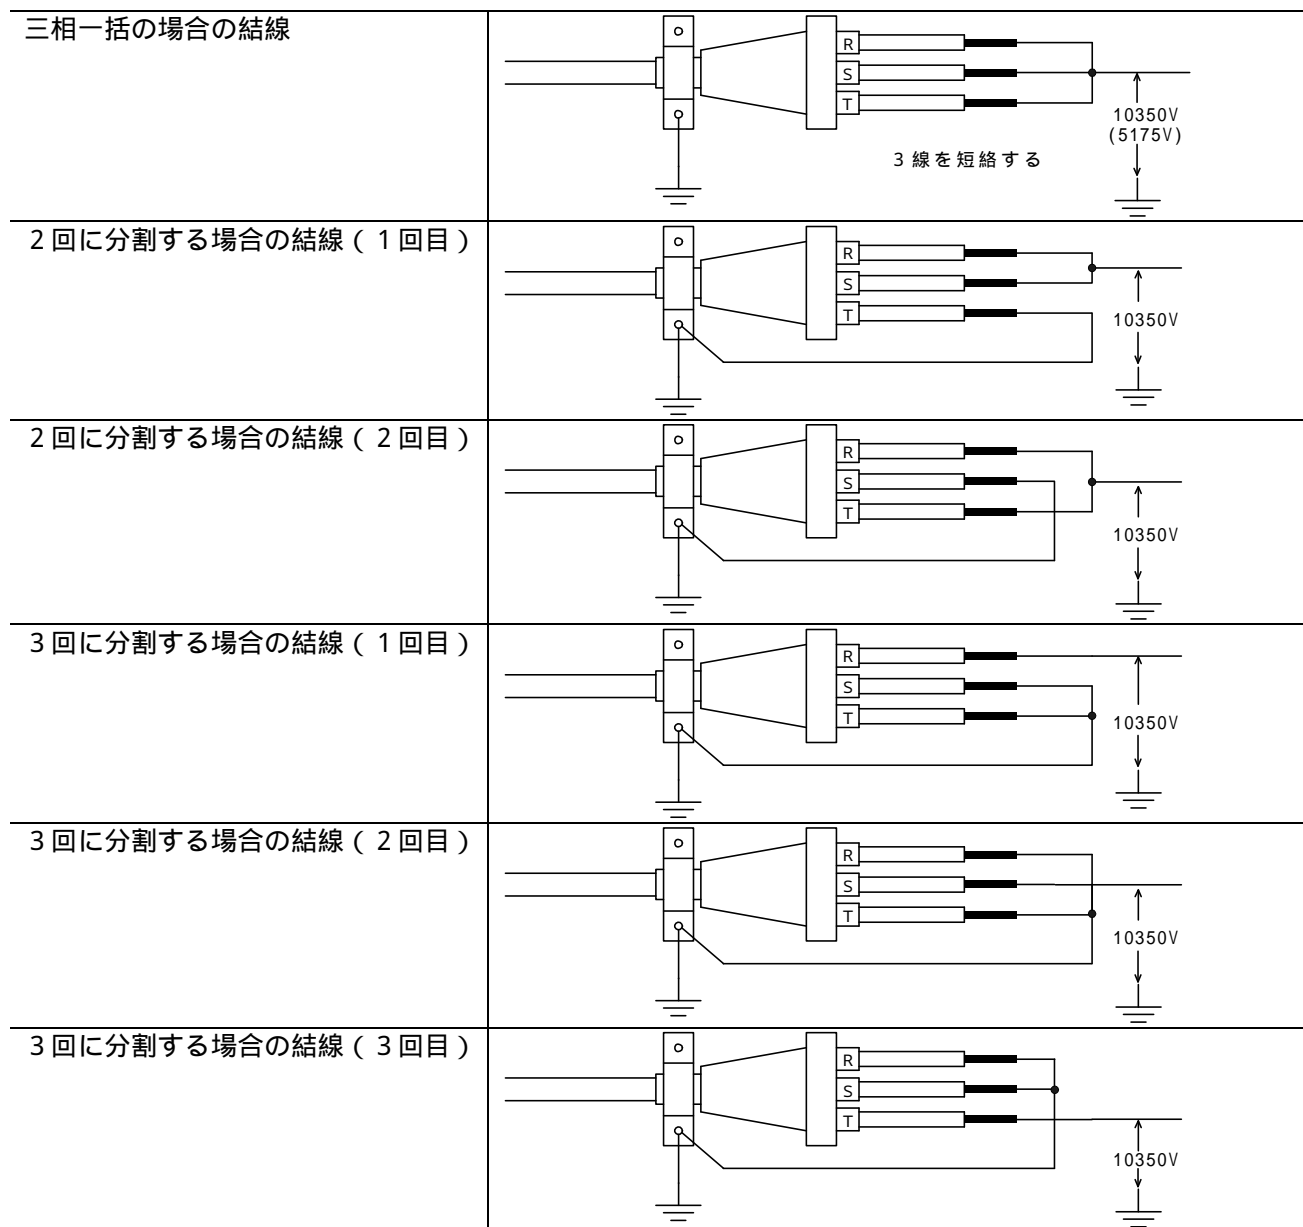 三相一括の場合の結線
R
S
T
10350V
(5175V)
3線を短絡する
2回に分割する場合の結線(1回目)
R
S
T
10350V
2回に分割する場合の結線(2回目)
R
S
T
10350V
3回に分割する場合の結線(1回目)
R
S
T
10350V
3回に分割する場合の結線(2回目)
R
S
T
10350V
3回に分割する場合の結線(3回目)
R
S
T
10350V